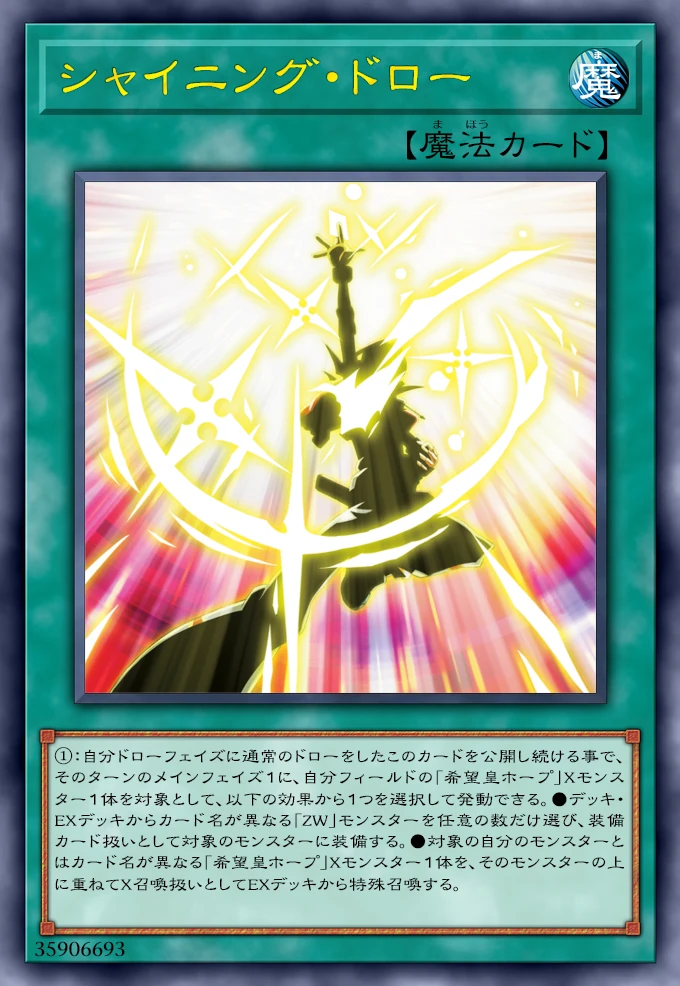 シャイニング・ドロー
ま
魔
ま ほう
【魔法カード】
①：自分ドローフェイズに通常のドローをしたこのカードを公開し続ける事で、
そのターンのメインフェイズ１に、自分フィールドの「希望皇ホープ」Xモンス
ター１体を対象として、以下の効果から１つを選択して発動できる。●デッキ・
EXデッキからカード名が異なる「ZW」モンスターを任意の数だけ選び、装備
カード扱いとして対象のモンスターに装備する。●対象の自分のモンスターと
はカード名が異なる「希望皇ホープ」Xモンスター１体を、そのモンスターの上
に重ねてX召喚扱いとしてEXデッキから特殊召喚する。
35906693